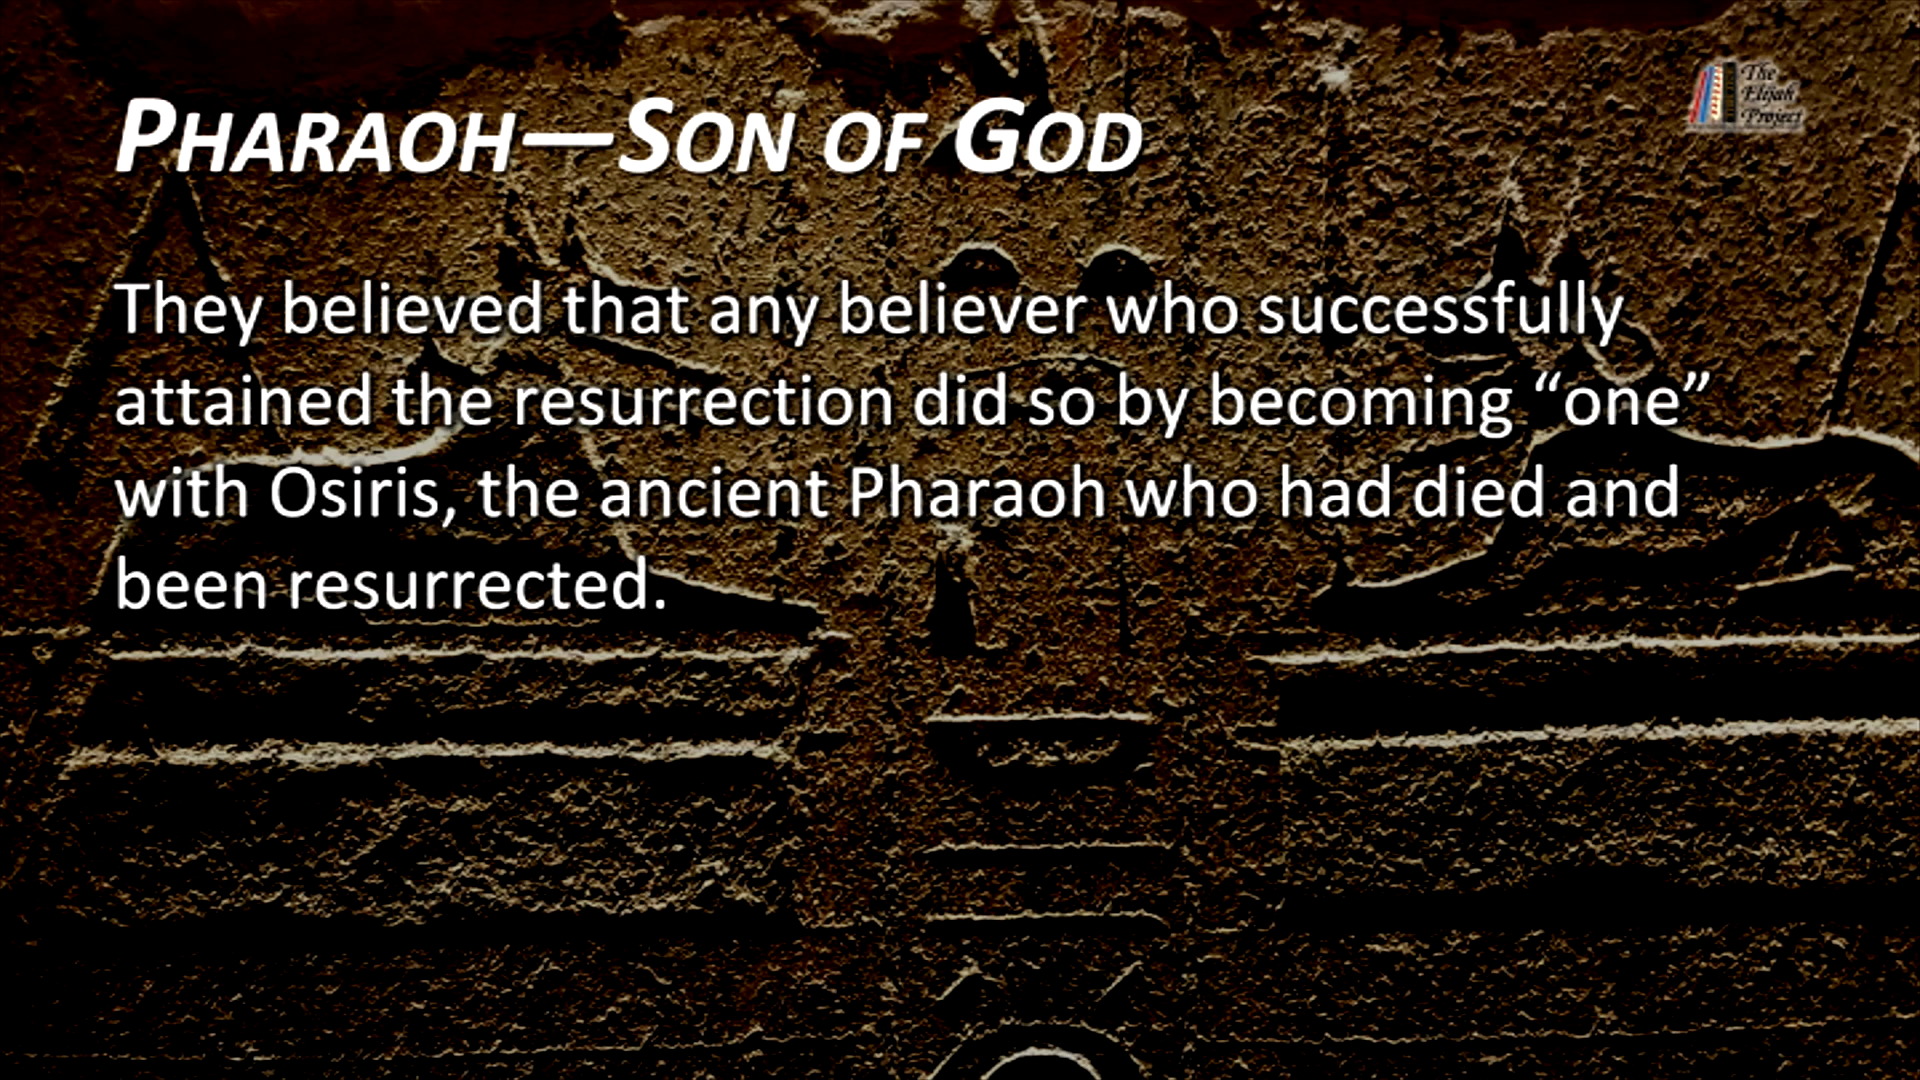 The
Elijah
Project
PHARAOH—SON OF GOD
They believed that any believer who successfully
attained the resurrection did so by becoming “one”
with Osiris, the ancient Pharaoh who had died and
been resurrected.